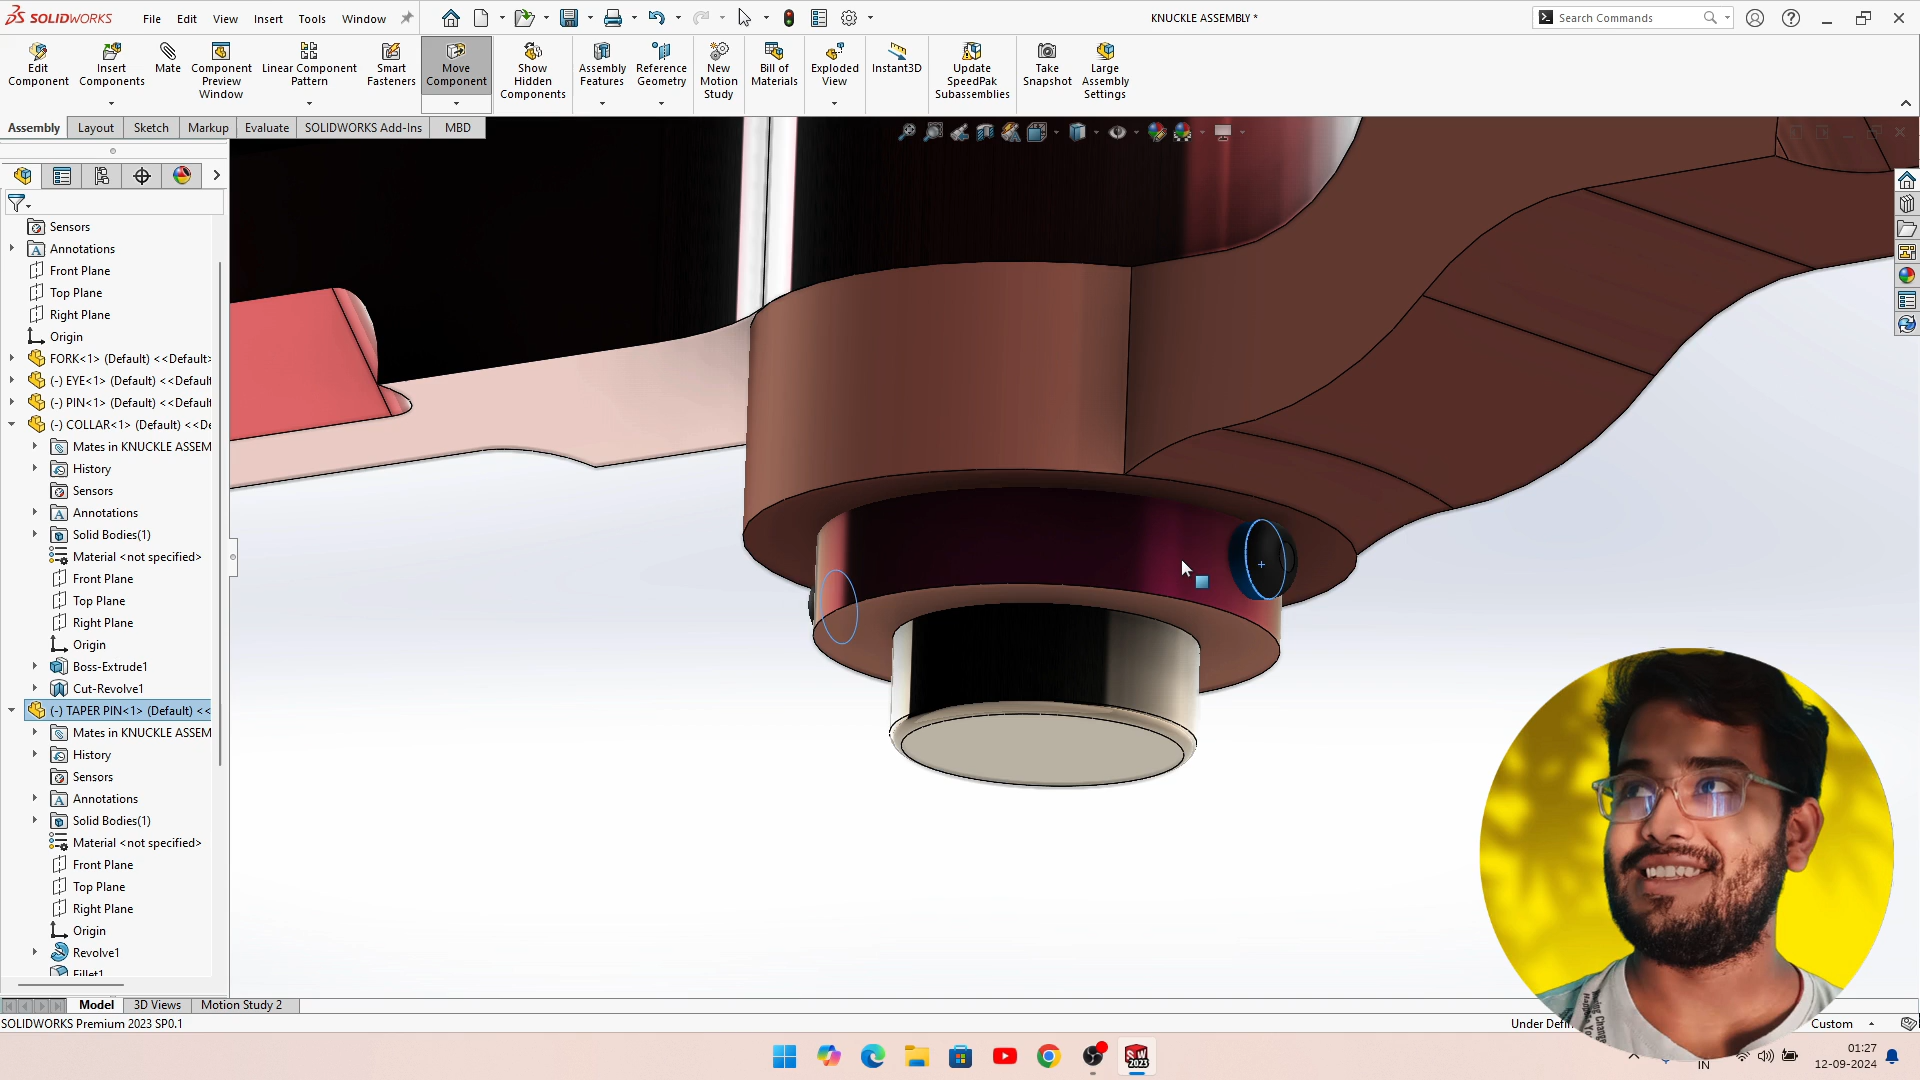 SOLIDWORKS
File Edit View Insert Tools Window
KNUCKLE ASSEMBLY *
Search Commands
Edit Component
Insert Components
Mate
Component Preview Window
Linear Component Pattern
Smart Fasteners
Move Component
Show Hidden Components
Assembly Features
Reference Geometry
New Motion Study
Bill of Materials
Exploded View
Instant3D
Update SpeedPak Subassemblies
Take Snapshot
Large Assembly Settings
Assembly Layout Sketch Markup Evaluate SOLIDWORKS Add-Ins MBD
Sensors
Annotations
Front Plane
Top Plane
Right Plane
Origin
FORK<1> (Default) <<Default>
(-) EYE<1> (Default) <<Default
(-) PIN<1> (Default) <<Default
(-) COLLAR<1> (Default) <<De
Mates in KNUCKLE ASSEM
History
Sensors
Annotations
Solid Bodies(1)
Material <not specified>
Front Plane
Top Plane
Right Plane
Origin
Boss-Extrude1
Cut-Revolve1
(-) TAPER PIN<1> (Default) <<
Mates in KNUCKLE ASSEM
History
Sensors
Annotations
Solid Bodies(1)
Material <not specified>
Front Plane
Top Plane
Right Plane
Origin
Revolve1
Fillet1
Model 3D Views Motion Study 2
SOLIDWORKS Premium 2023 SP0.1
Under Defi
Custom
IN
01:27
12-09-2024